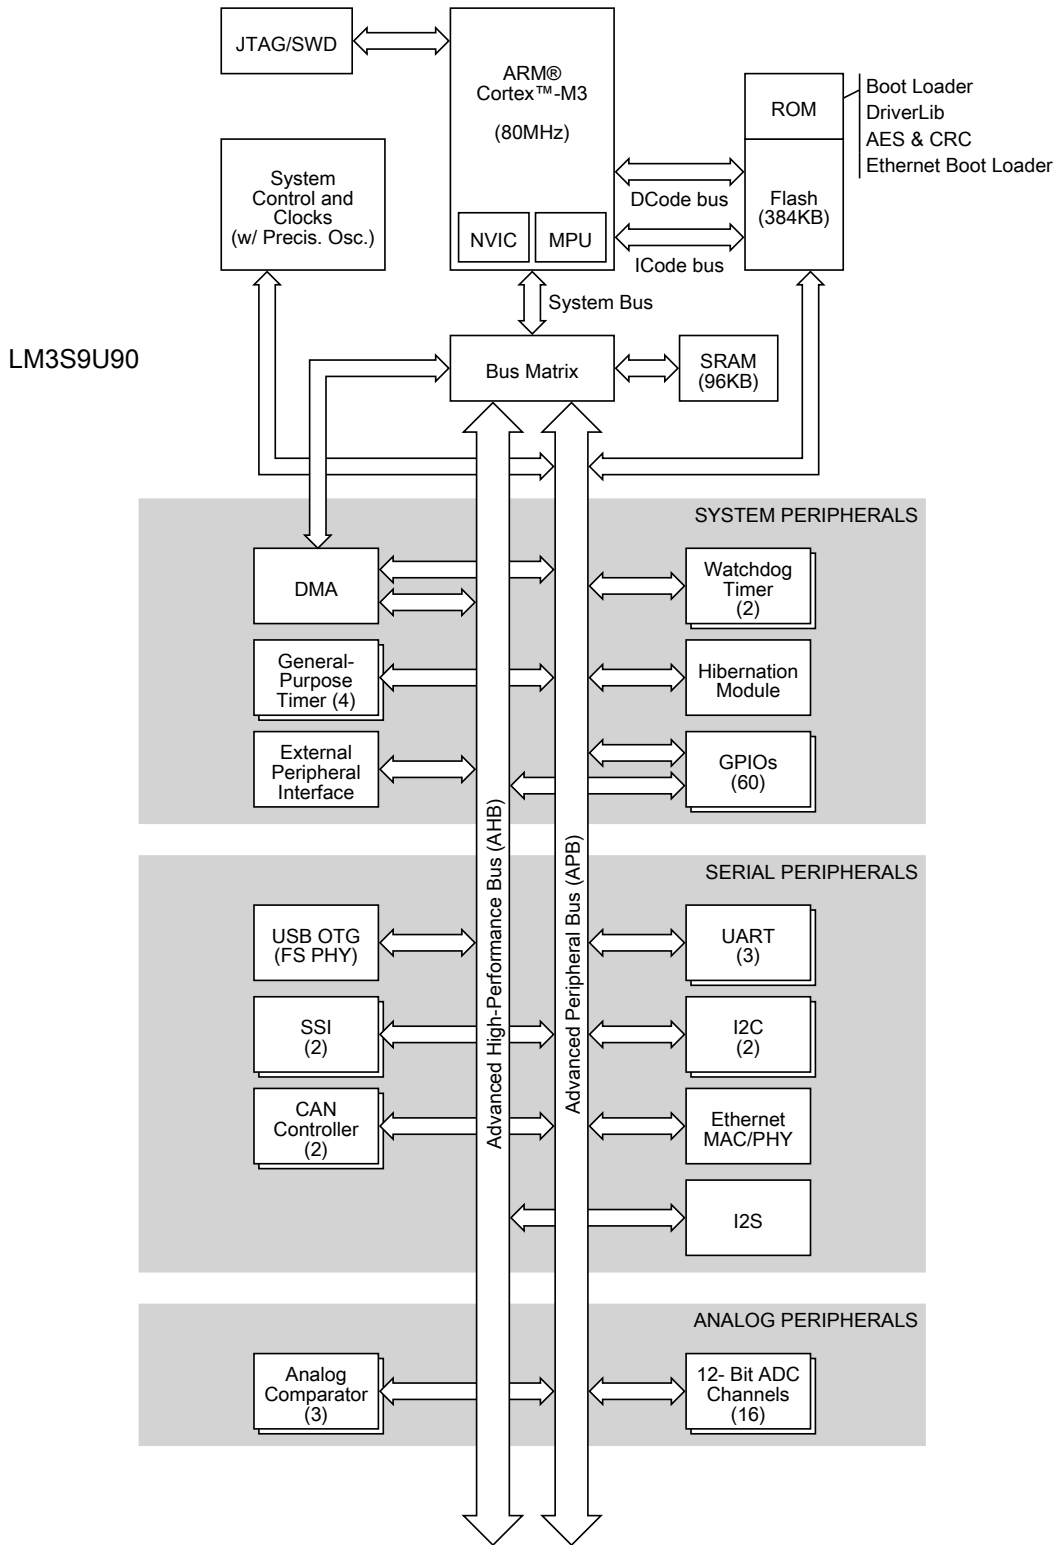 JTAG/SWD
ARM®
Cortex™-M3
(80MHz)
NVIC
MPU
ROM
Boot Loader
DriverLib
AES & CRC
Ethernet Boot Loader
Flash
(384KB)
DCode bus
ICode bus
System
Control and
Clocks
(w/ Precis. Osc.)
System Bus
LM3S9U90
Bus Matrix
SRAM
(96KB)
SYSTEM PERIPHERALS
DMA
Watchdog
Timer
(2)
General-
Purpose
Timer (4)
Hibernation
Module
External
Peripheral
Interface
GPIOs
(60)
Advanced High-Performance Bus (AHB)
Advanced Peripheral Bus (APB)
SERIAL PERIPHERALS
USB OTG
(FS PHY)
UART
(3)
SSI
(2)
I2C
(2)
CAN
Controller
(2)
Ethernet
MAC/PHY
I2S
ANALOG PERIPHERALS
Analog
Comparator
(3)
12- Bit ADC
Channels
(16)